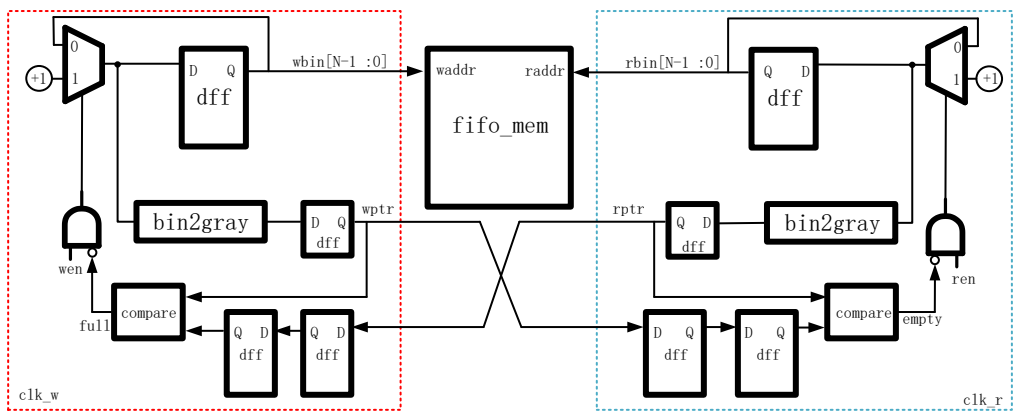 0
+1
1
D
Q
dff
wbin[N-1 :0]
waddr
raddr
fifo_mem
rbin[N-1 :0]
Q
D
dff
0
1
+1
bin2gray
D
Q
dff
wptr
rptr
Q
D
dff
bin2gray
wen
ren
full
compare
Q
D
dff
Q
D
dff
D
Q
dff
D
Q
dff
compare
empty
clk_w
clk_r